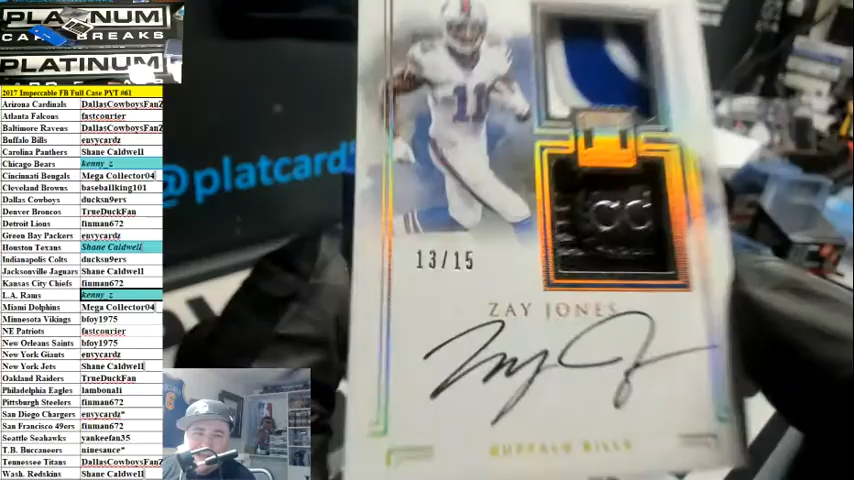 PLATINUM
CARD BREAKS
PLATINUM
2017 Impeccable FB Full Case PYT #61
Arizona Cardinals DallasCowboysFanZ
Atlanta Falcons fastcourier
Baltimore Ravens DallasCowboysFanZ
Buffalo Bills envycardz
Carolina Panthers Shane Caldwell
Chicago Bears kenny_z
Cincinnati Bengals Mega Collector04
Cleveland Browns baseballking101
Dallas Cowboys ducksn9ers
Denver Broncos TrueDuckFan
Detroit Lions finman672
Green Bay Packers envycardz
Houston Texans Shane Caldwell
Indianapolis Colts ducksn9ers
Jacksonville Jaguars Shane Caldwell
Kansas City Chiefs finman672
L.A. Rams kenny_z
Miami Dolphins Mega Collector04
Minnesota Vikings bfoy1975
NE Patriots fastcourier
New Orleans Saints bfoy1975
New York Giants envycardz
New York Jets Shane Caldwell
Oakland Raiders TrueDuckFan
Philadelphia Eagles lambonali
Pittsburgh Steelers finman672
San Diego Chargers envycardz*
San Francisco 49ers finman672
Seattle Seahawks yankeefan35
T.B. Buccaneers ninesauce*
Tennessee Titans DallasCowboysFanZ
Wash. Redskins Shane Caldwell
@platcard
11
13/15
ZAY JONES
BUFFALO BILLS